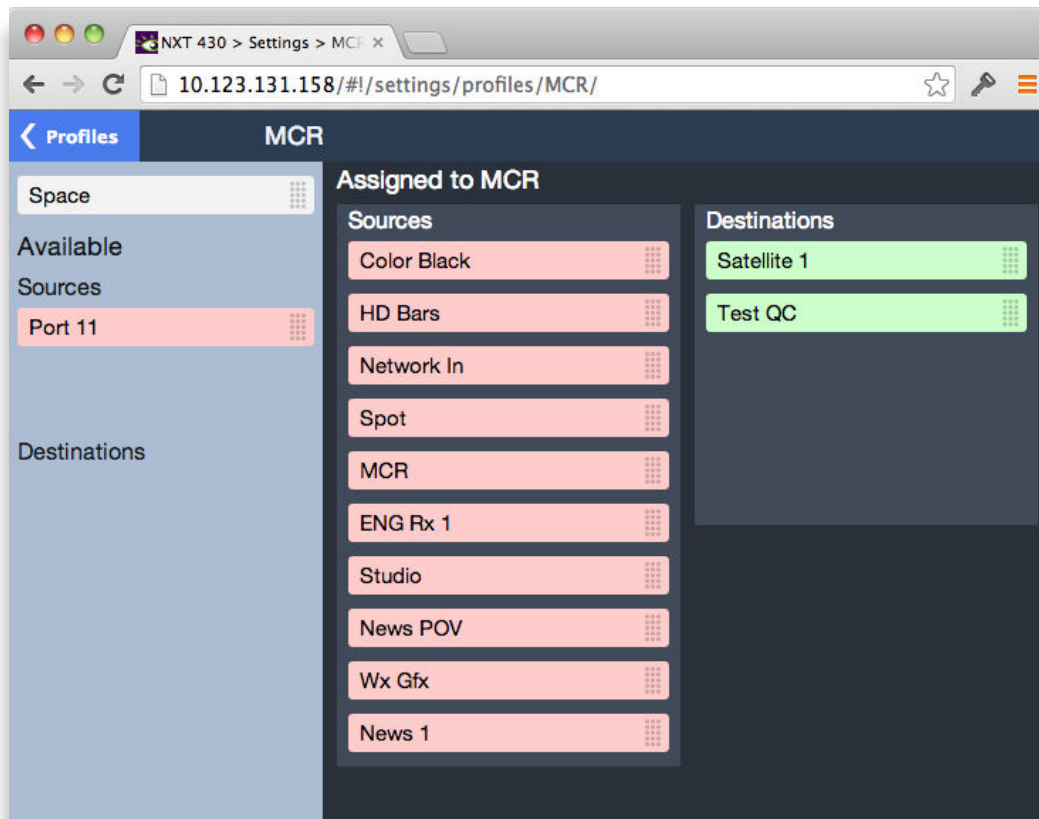 NXT 430 > Settings > MCR
10.123.131.158/#!/settings/profiles/MCR/
Profiles
MCR
Space
Available
Sources
Port 11
Destinations
Assigned to MCR
Sources
Color Black
HD Bars
Network In
Spot
MCR
ENG Rx 1
Studio
News POV
Wx Gfx
News 1
Destinations
Satellite 1
Test QC